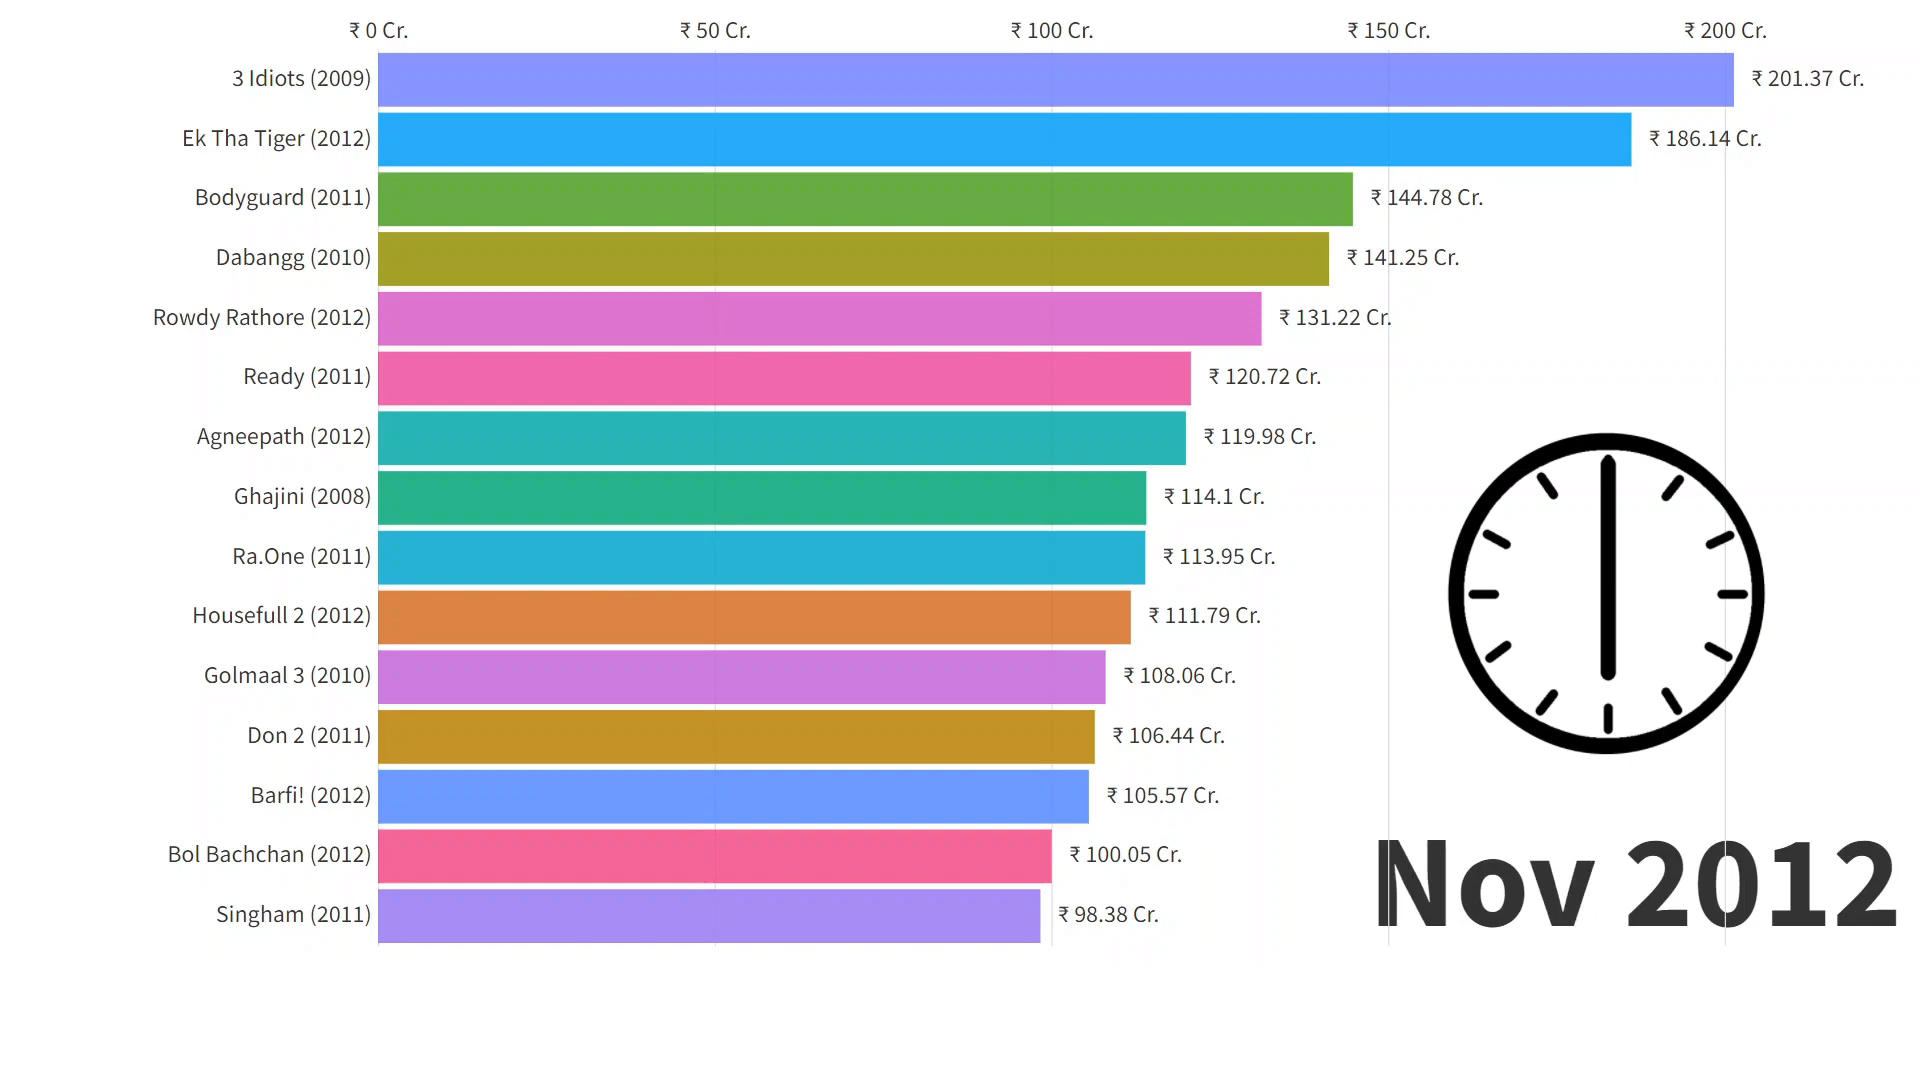 ₹ 0 Cr. ₹ 50 Cr. ₹ 100 Cr. ₹ 150 Cr. ₹ 200 Cr.
3 Idiots (2009) ₹ 201.37 Cr.
Ek Tha Tiger (2012) ₹ 186.14 Cr.
Bodyguard (2011) ₹ 144.78 Cr.
Dabangg (2010) ₹ 141.25 Cr.
Rowdy Rathore (2012) ₹ 131.22 Cr.
Ready (2011) ₹ 120.72 Cr.
Agneepath (2012) ₹ 119.98 Cr.
Ghajini (2008) ₹ 114.1 Cr.
Ra.One (2011) ₹ 113.95 Cr.
Housefull 2 (2012) ₹ 111.79 Cr.
Golmaal 3 (2010) ₹ 108.06 Cr.
Don 2 (2011) ₹ 106.44 Cr.
Barfi! (2012) ₹ 105.57 Cr.
Bol Bachchan (2012) ₹ 100.05 Cr.
Singham (2011) ₹ 98.38 Cr.
Nov 2012